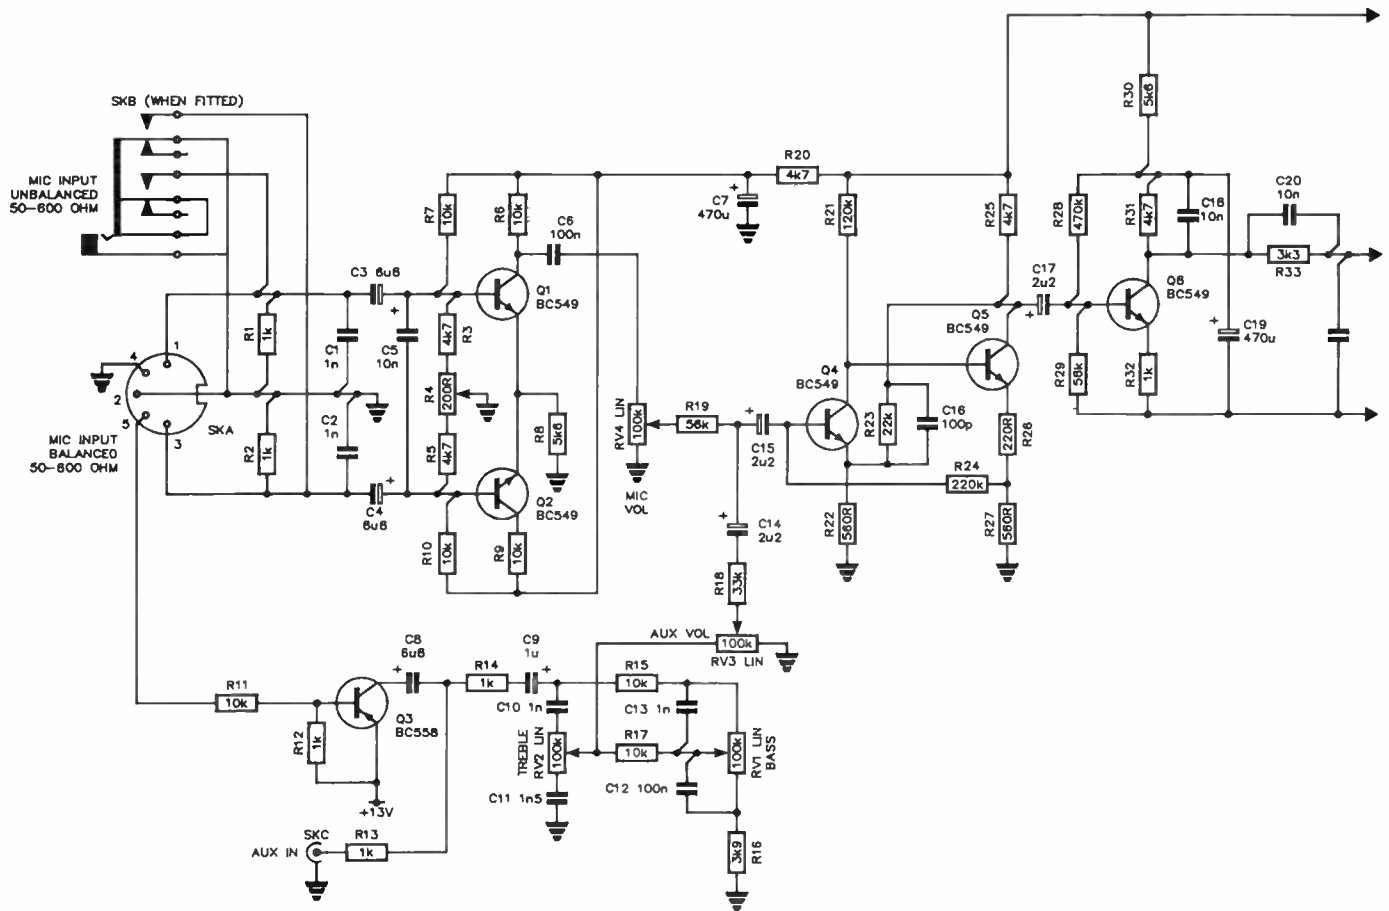 SKB (WHEN FITTED)
MIC INPUT
UNBALANCED
50-600 OHM
MIC INPUT
BALANCED
50-600 OHM
SKA
1
2
3
4
5
R1
1k
R2
1k
C1
1n
C2
1n
C3 6u8
C4
6u8
C5
10n
R7
10k
R6
10k
C6
100n
R3
4k7
R4
200R
R5
4k7
Q1
BC549
Q2
BC549
R8
5k6
R10
10k
R9
10k
C7
470u
R20
4k7
R21
120k
R25
4k7
R28
470k
R30
5k6
R31
4k7
C18
10n
C20
10n
3k3
R33
C17
2u2
Q6
BC549
Q5
BC549
Q4
BC549
C19
470u
R29
56k
R32
1k
R23
22k
C16
100p
220R
R26
RV4 LIN
100k
MIC
VOL
R19
56k
C15
2u2
R24
220k
R22
560R
R27
560R
C14
2u2
R18
33k
AUX VOL
100k
RV3 LIN
R11
10k
R12
1k
Q3
BC558
+13V
C8
6u8
R14
1k
C9
1u
R15
10k
C10 1n
C13 1n
TREBLE
RV2 LIN
100k
R17
10k
100k
RV1 LIN
BASS
C11 1n5
C12 100n
3k9
R16
AUX IN
SKC
R13
1k